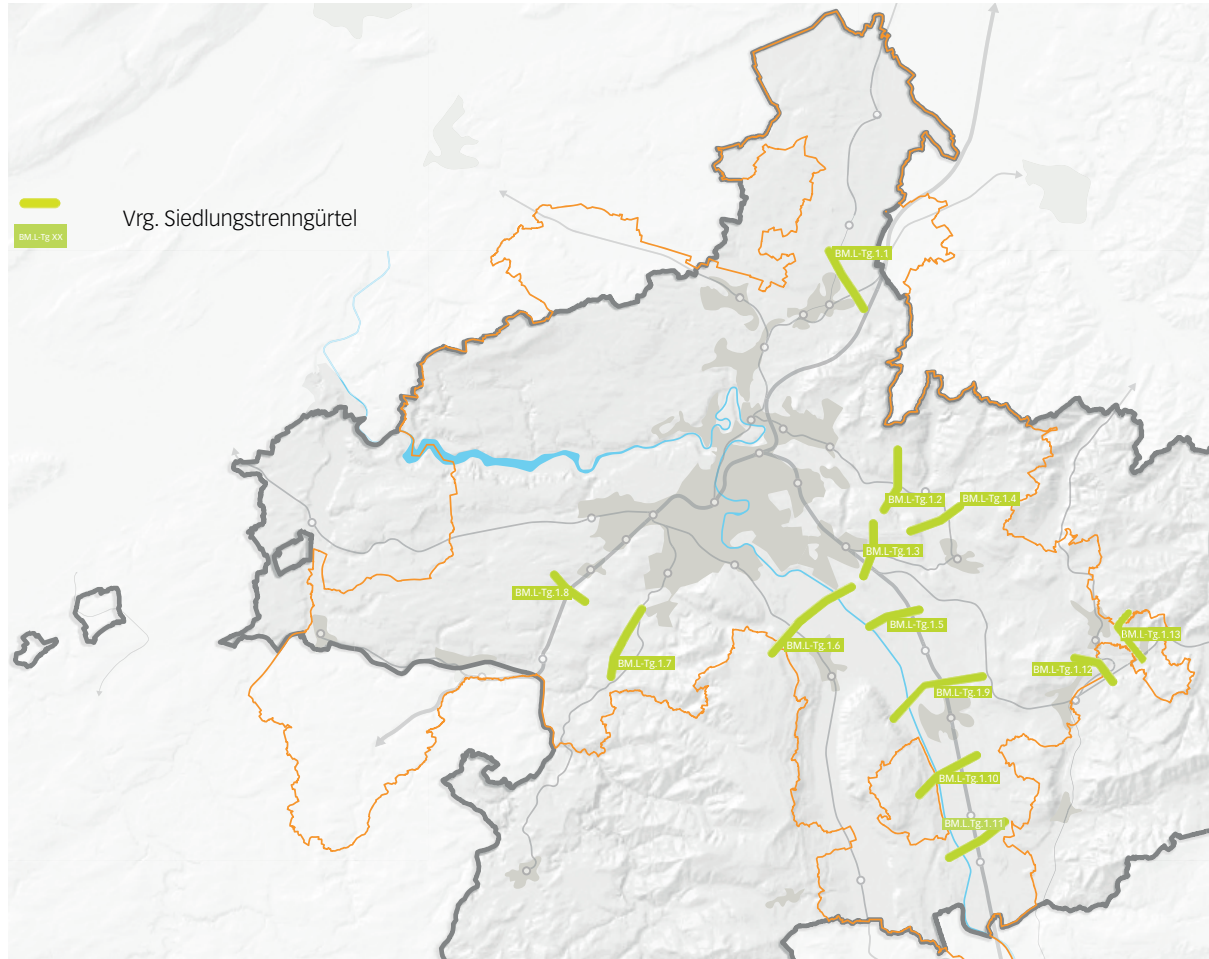 Vrg. Siedlungstrenngürtel
BM.L-Tg XX
BM.L-Tg.1.1
BM.L-Tg.1.2
BM.L-Tg.1.4
BM.L-Tg.1.3
BM.L-Tg.1.8
BM.L-Tg.1.5
BM.L-Tg.1.13
BM.L-Tg.1.6
BM.L-Tg.1.7
BM.L-Tg.1.12
BM.L-Tg.1.9
BM.L-Tg.1.10
BM.L.Tg.1.11